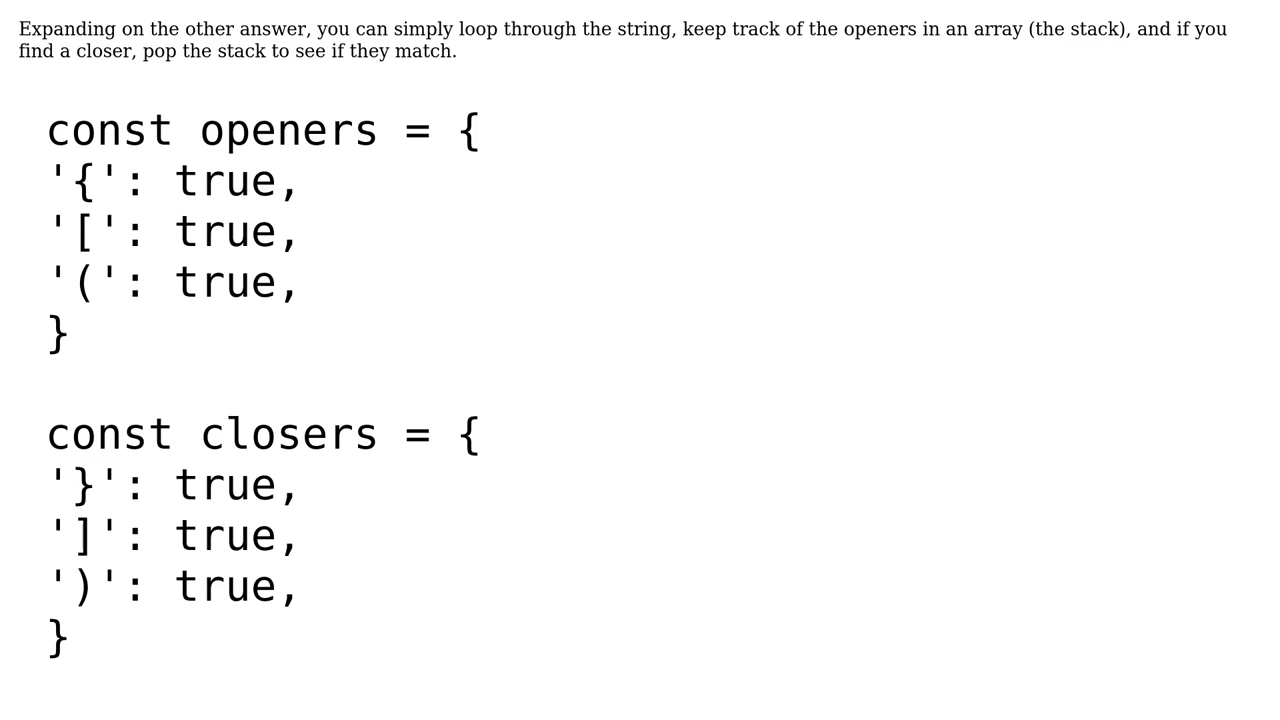 Expanding on the other answer, you can simply loop through the string, keep track of the openers in an array (the stack), and if you
find a closer, pop the stack to see if they match.
const openers = {
'{': true,
'[': true,
'(': true,
}
const closers = {
'}': true,
']': true,
')': true,
}